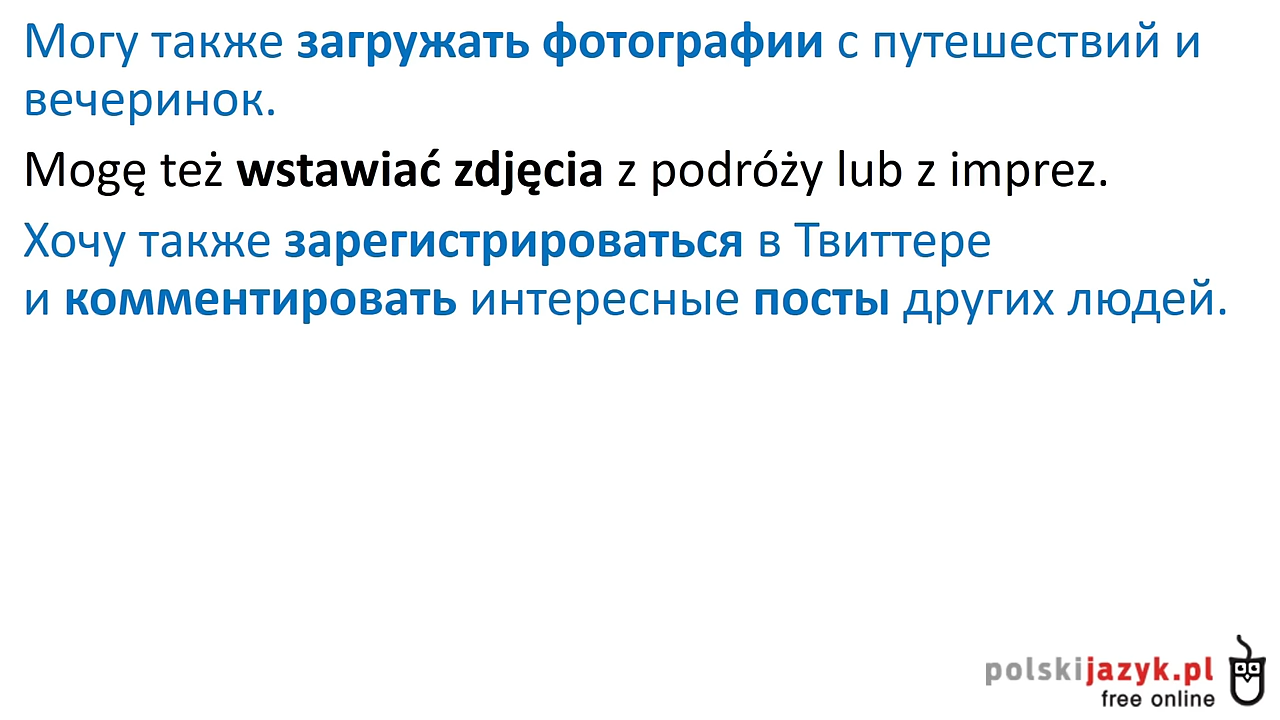 Могу также загружать фотографии с путешествий и
вечеринок.
Mogę też wstawiać zdjęcia z podróży lub z imprez.
Хочу также зарегистрироваться в Твиттере
и комментировать интересные посты других людей.
polskijazyk.pl
free online